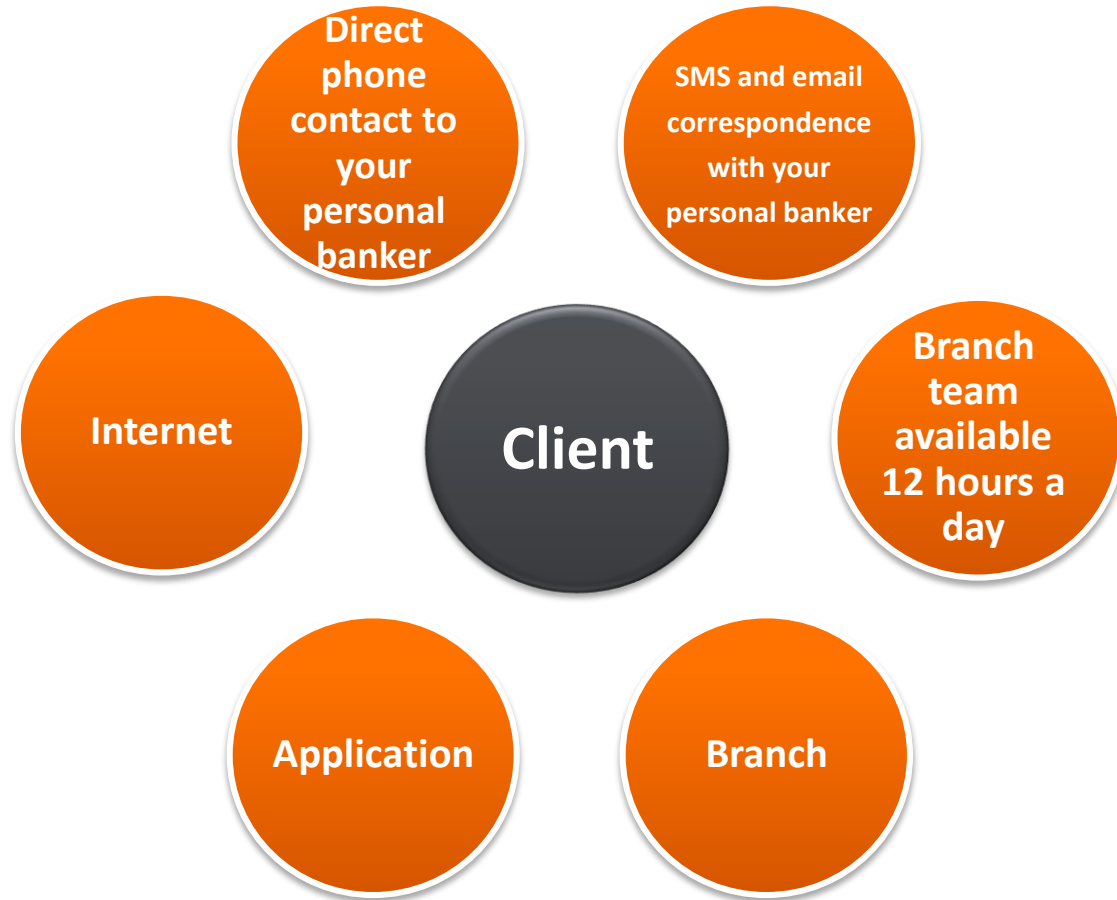 Direct
phone
contact to
your
personal
banker
SMS and email
correspondence
with your
personal banker
Internet
Client
Branch
team
available
12 hours a
day
Application
Branch